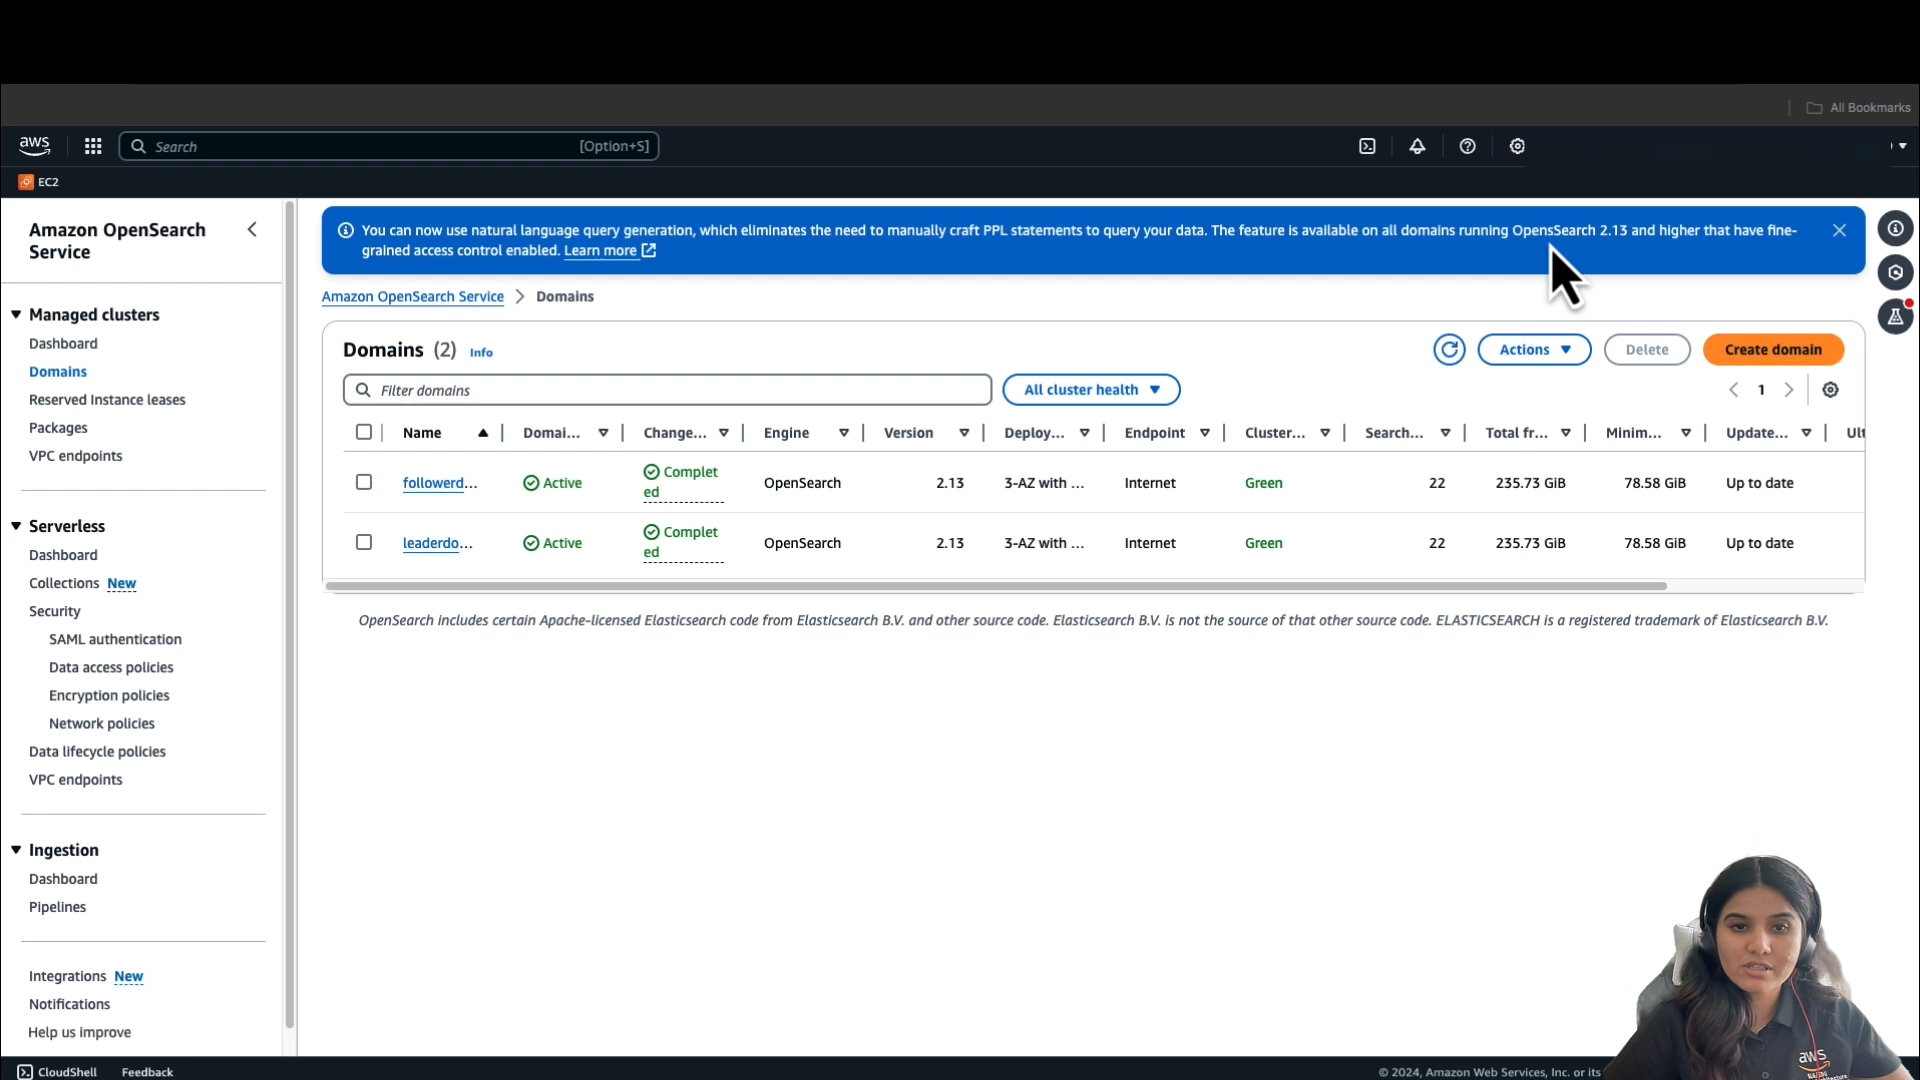 All Bookmarks
aws
Search [Option+S]
EC2
Amazon OpenSearch
Service
Managed clusters
Dashboard
Domains
Reserved Instance leases
Packages
VPC endpoints
Serverless
Dashboard
Collections New
Security
SAML authentication
Data access policies
Encryption policies
Network policies
Data lifecycle policies
VPC endpoints
Ingestion
Dashboard
Pipelines
Integrations New
Notifications
Help us improve
You can now use natural language query generation, which eliminates the need to manually craft PPL statements to query your data. The feature is available on all domains running OpensSearch 2.13 and higher that have fine-
grained access control enabled. Learn more
Amazon OpenSearch Service > Domains
Domains (2) Info
Actions Delete Create domain
Filter domains All cluster health 1
Name Domai... Change... Engine Version Deploy... Endpoint Cluster... Search... Total fr... Minim... Update... Ult
followerd... Active Complet
ed OpenSearch 2.13 3-AZ with ... Internet Green 22 235.73 GiB 78.58 GiB Up to date
leaderdo... Active Complet
ed OpenSearch 2.13 3-AZ with ... Internet Green 22 235.73 GiB 78.58 GiB Up to date
OpenSearch includes certain Apache-licensed Elasticsearch code from Elasticsearch B.V. and other source code. Elasticsearch B.V. is not the source of that other source code. ELASTICSEARCH is a registered trademark of Elasticsearch B.V.
aws
CloudShell Feedback © 2024, Amazon Web Services, Inc. or its